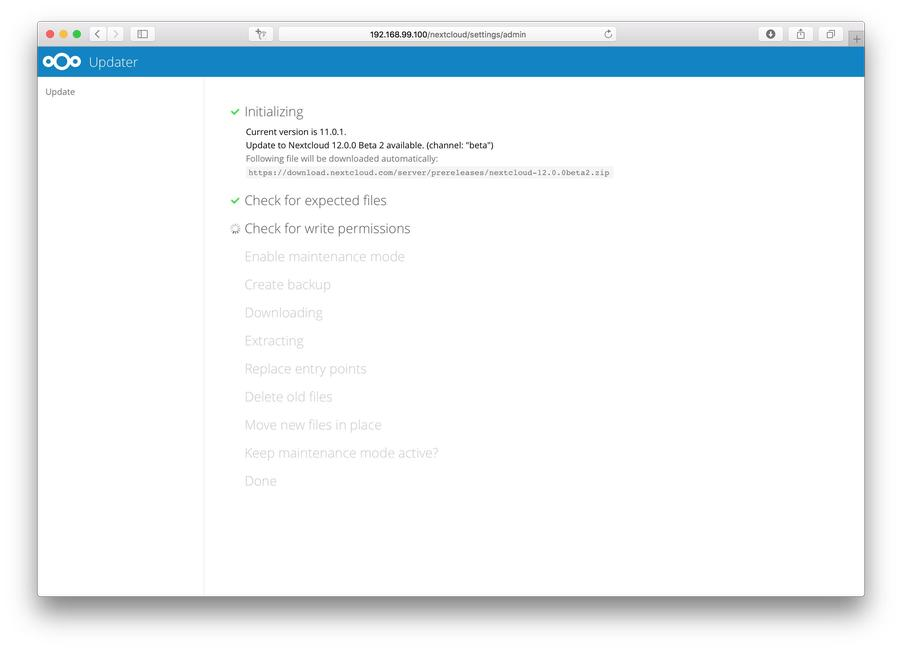 192.168.99.100/nextcloud/settings/admin
Updater
Update
Initializing
Current version is 11.0.1.
Update to Nextcloud 12.0.0 Beta 2 available. (channel: "beta")
Following file will be downloaded automatically:
https://download.nextcloud.com/server/prereleases/nextcloud-12.0.0beta2.zip
Check for expected files
Check for write permissions
Enable maintenance mode
Create backup
Downloading
Extracting
Replace entry points
Delete old files
Move new files in place
Keep maintenance mode active?
Done